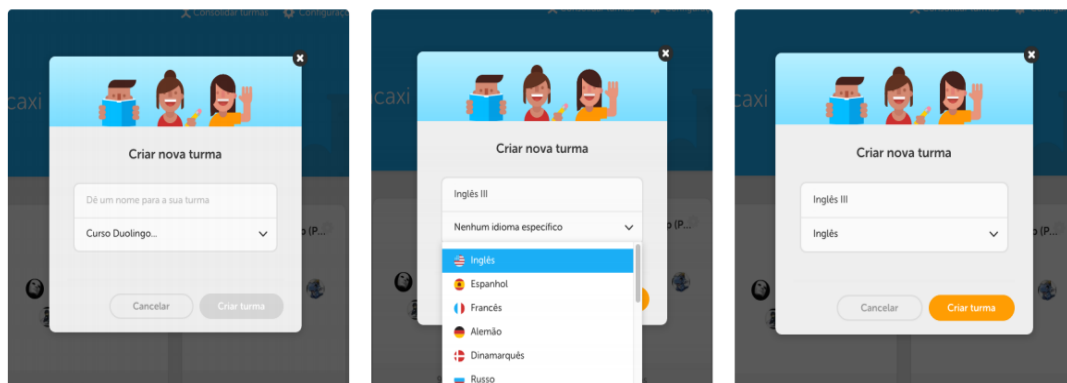 Consolidar turmas Configuraçõ
caxi
Criar nova turma
Dê um nome para a sua turma
Curso Duolingo...
o (P...
Cancelar Criar turma
caxi
Criar nova turma
Inglês III
Nenhum idioma específico
o (P...
Inglês
Espanhol
Francês
Alemão
Dinamarquês
Russo
caxi
Criar nova turma
Inglês III
Inglês
o (P...
Cancelar Criar turma